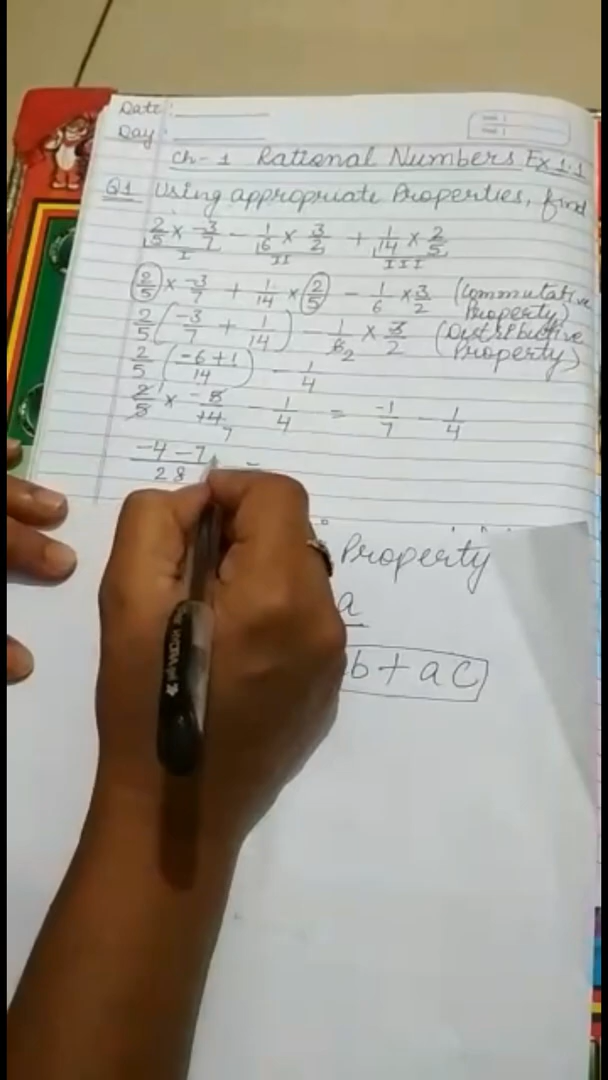 Date :
Day :
Ch-1 Rational Numbers Ex 1.1
Q1 Using appropriate Properties, find
2/5 × -3/7 - 1/6 × 3/2 + 1/14 × 2/5
I II III
2/5 × -3/7 + 1/14 × 2/5 - 1/6 × 3/2 (Commutative Property)
2/5 (-3/7 + 1/14) - 1/6 2 × 3/2 (Distributive Property)
2/5 (-6+1/14) - 1/4
2/5 1 × -5/14 7 - 1/4 = -1/7 - 1/4
-4-7/28 =
Property
a
b + ac